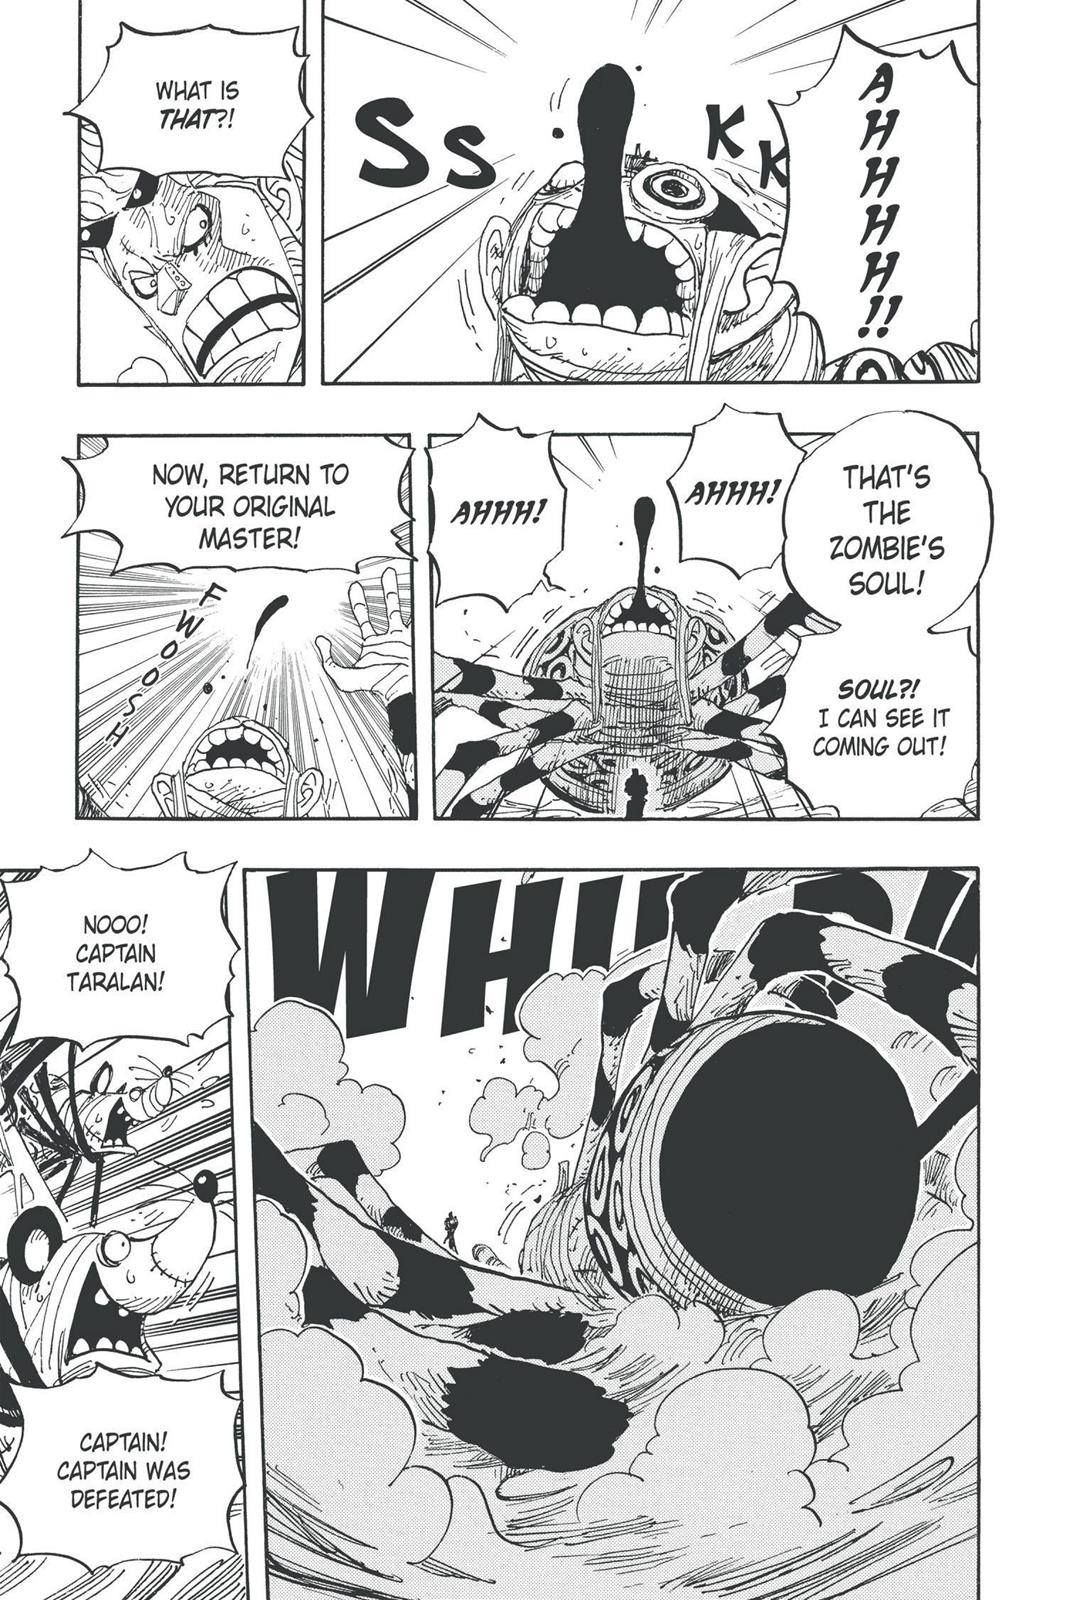 AHHHH!!
SS
KK
WHAT IS
THAT?!
THAT'S
THE
ZOMBIE'S
SOUL!
SOUL?!
I CAN SEE IT
COMING OUT!
AHHH!
AHHH!
NOW, RETURN TO
YOUR ORIGINAL
MASTER!
FWOOSH
NOOO!
CAPTAIN
TARALAN!
CAPTAIN!
CAPTAIN WAS
DEFEATED!